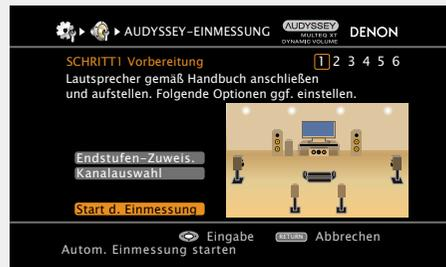 AUDYSSEY-EINMESSUNG AUDYSSEY MULTEQ XT DYNAMIC VOLUME DENON
SCHRITT1 Vorbereitung 1 2 3 4 5 6
Lautsprecher gemäß Handbuch anschließen
und aufstellen. Folgende Optionen ggf. einstellen.
Endstufen-Zuweis.
Kanalauswahl
Start d. Einmessung
Eingabe RETURN Abbrechen
Autom. Einmessung starten